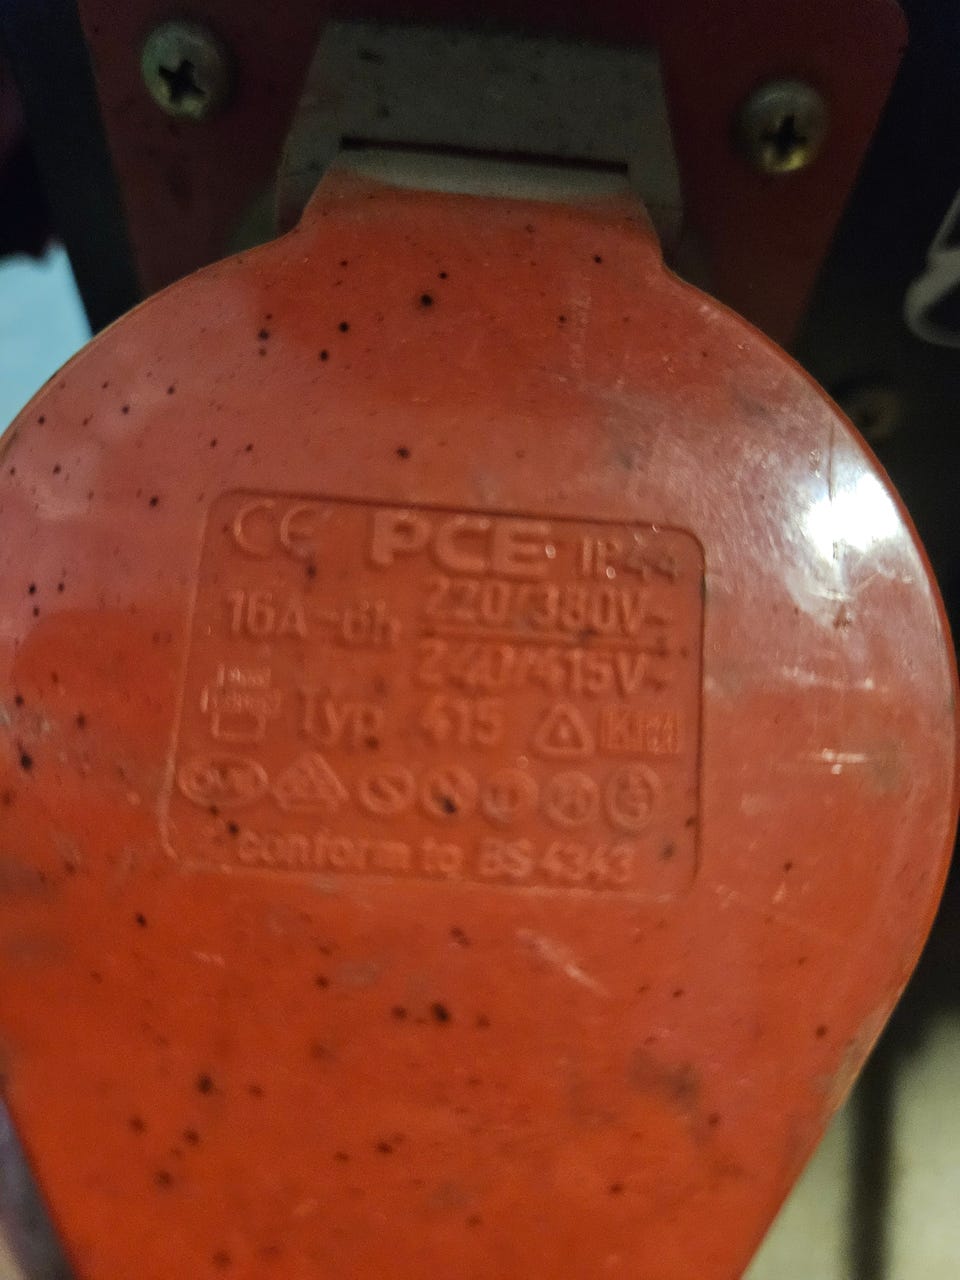 CE PCE IP44
16A-6h 220/380V~
240/415V~
Typ 415
conform to BS 4343